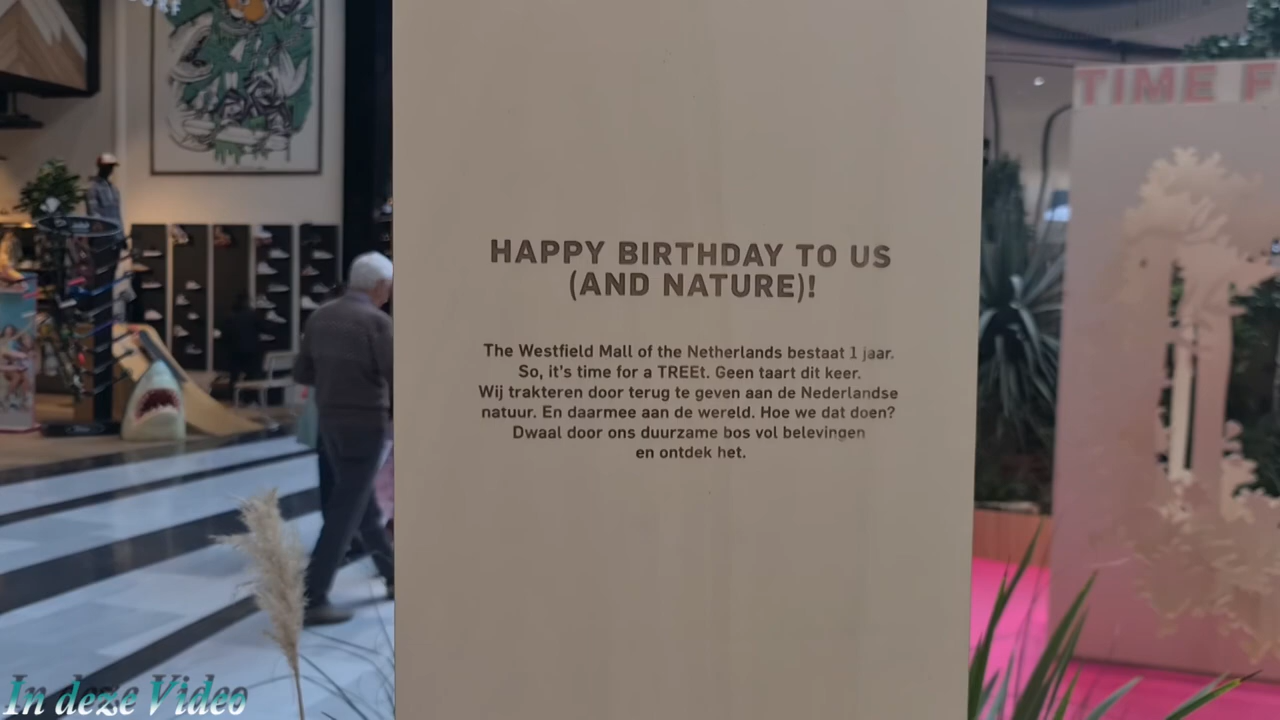 TIME F
HAPPY BIRTHDAY TO US
(AND NATURE)!
The Westfield Mall of the Netherlands bestaat 1 jaar.
So, it's time for a TREEt. Geen taart dit keer.
Wij trakteren door terug te geven aan de Nederlandse
natuur. En daarmee aan de wereld. Hoe we dat doen?
Dwaal door ons duurzame bos vol belevingen
en ontdek het.
In deze Video